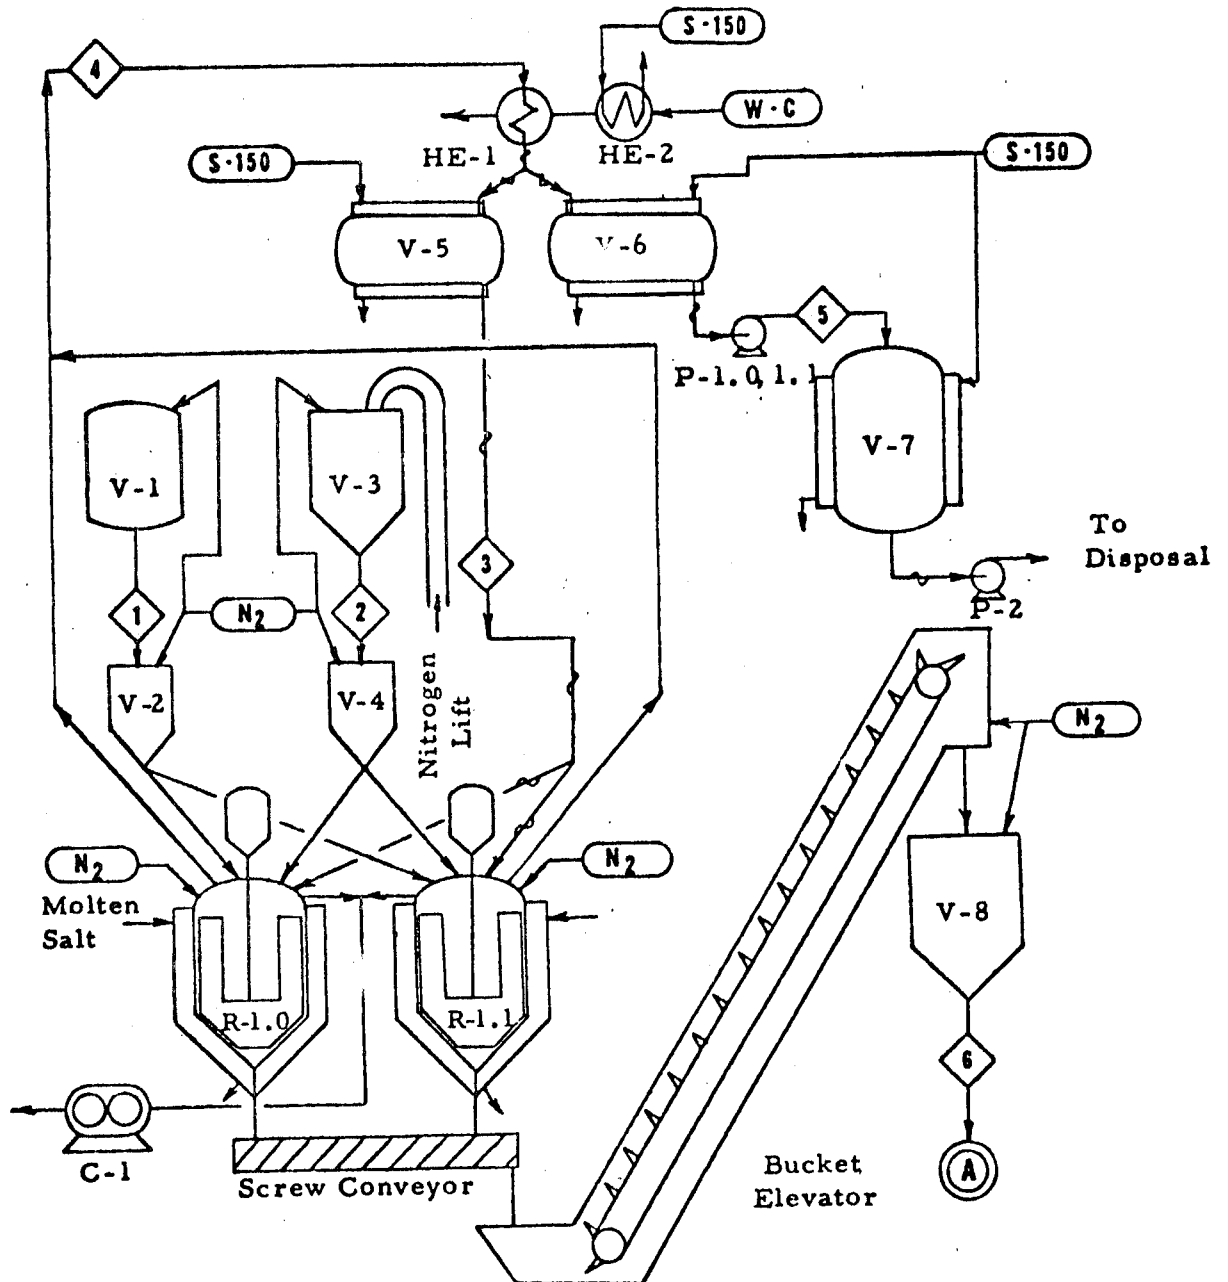 S-150
4
W-C
HE-1
HE-2
S-150
S-150
V-5
V-6
5
P-1.0, 1.1
V-7
V-1
V-3
To
Disposal
3
1
N2
2
P-2
V-2
V-4
Nitrogen
Lift
N2
N2
N2
Molten
Salt
V-8
R-1.0
R-1.1
6
C-1
Screw Conveyor
Bucket
Elevator
A